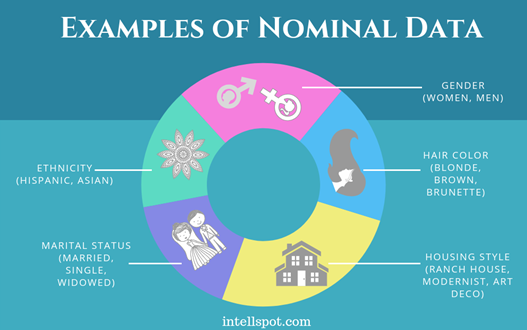 EXAMPLES OF NOMINAL DATA
GENDER
(WOMEN, MEN)
HAIR COLOR
(BLONDE,
BROWN,
BRUNETTE)
HOUSING STYLE
(RANCH HOUSE,
MODERNIST, ART
DECO)
MARITAL STATUS
(MARRIED,
SINGLE,
WIDOWED)
ETHNICITY
(HISPANIC, ASIAN)
intellspot.com